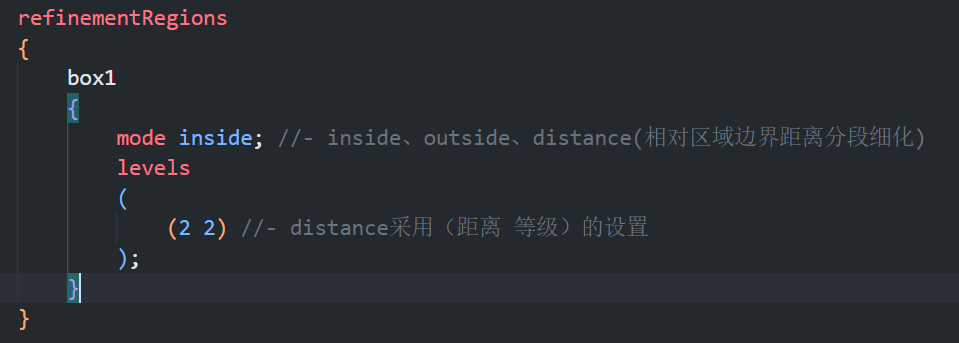 refinementRegions
{
box1
{
mode inside; //- inside、outside、distance(相对区域边界距离分段细化)
levels
(
(2 2) //- distance采用（距离 等级）的设置
);
}
}